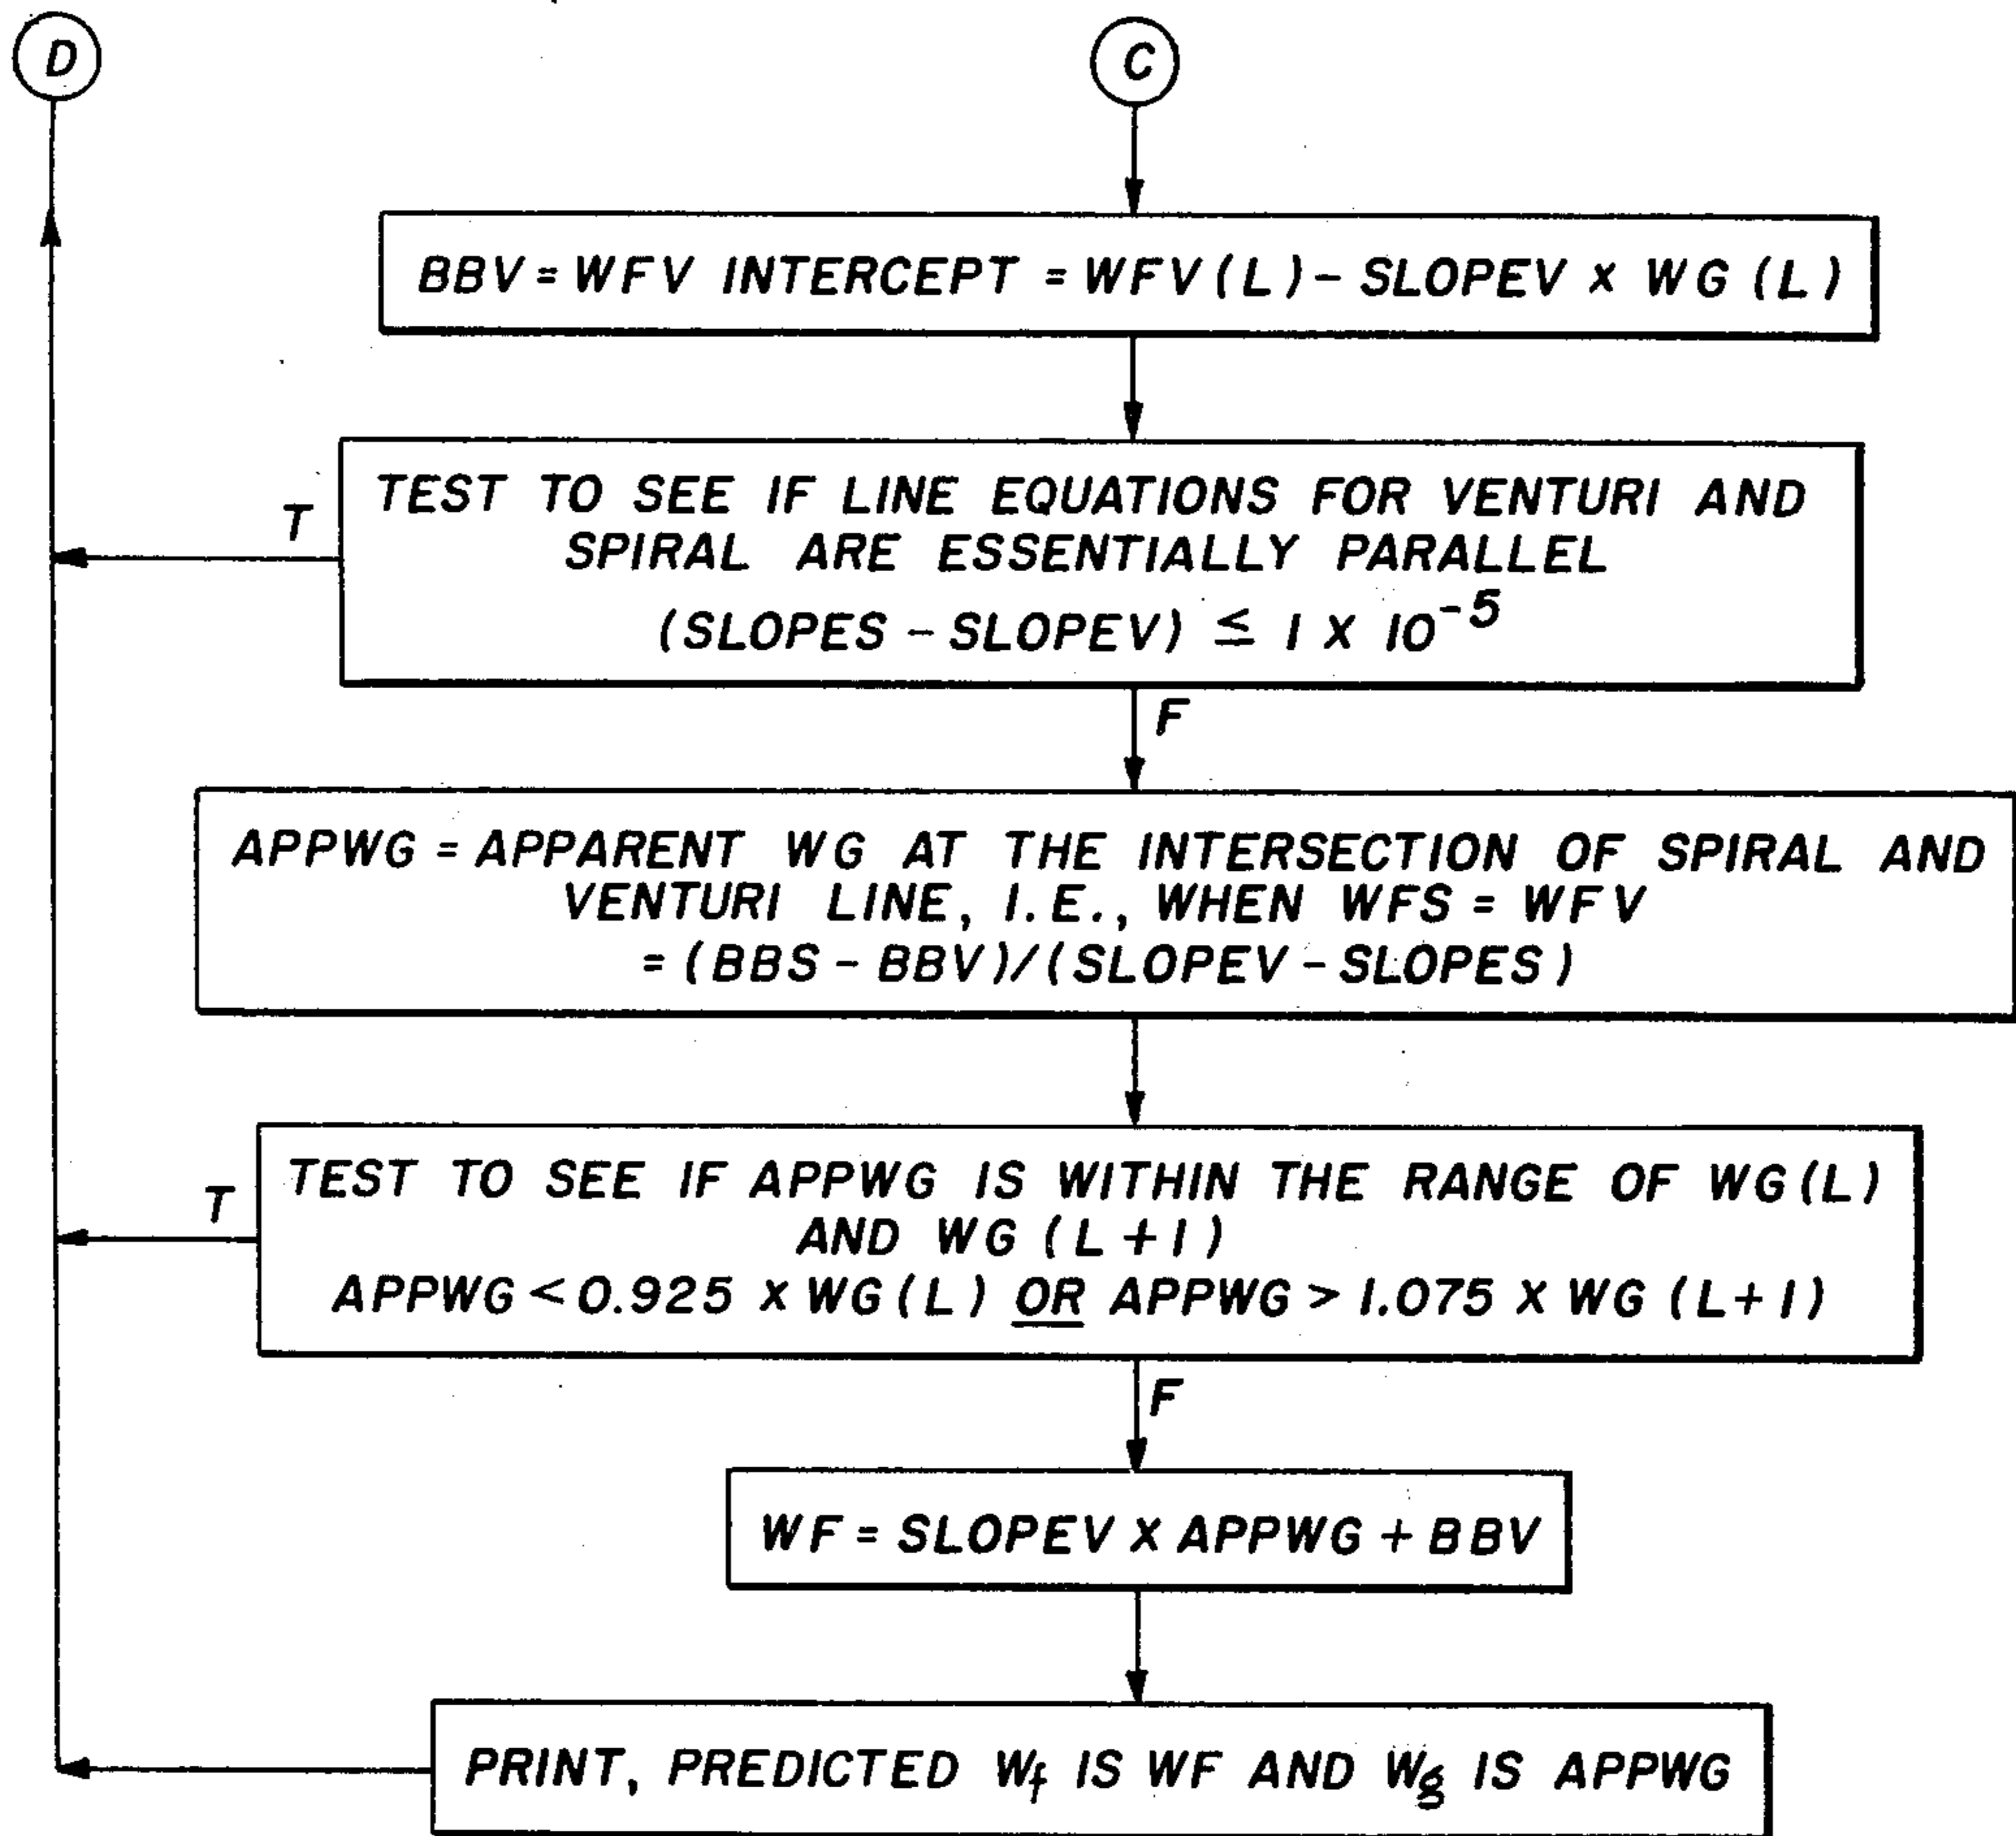 D
C
BBV = WFV INTERCEPT = WFV (L) - SLOPEV x WG (L)
TEST TO SEE IF LINE EQUATIONS FOR VENTURI AND
SPIRAL ARE ESSENTIALLY PARALLEL
(SLOPES - SLOPEV) ≤ 1 X 10⁻⁵
T
F
APPWG = APPARENT WG AT THE INTERSECTION OF SPIRAL AND
VENTURI LINE, I.E., WHEN WFS = WFV
= (BBS - BBV)/(SLOPEV - SLOPES)
TEST TO SEE IF APPWG IS WITHIN THE RANGE OF WG(L)
AND WG (L+1)
APPWG < 0.925 x WG(L) OR APPWG > 1.075 X WG (L+1)
T
F
WF = SLOPEV X APPWG + BBV
PRINT, PREDICTED Wf IS WF AND Wg IS APPWG